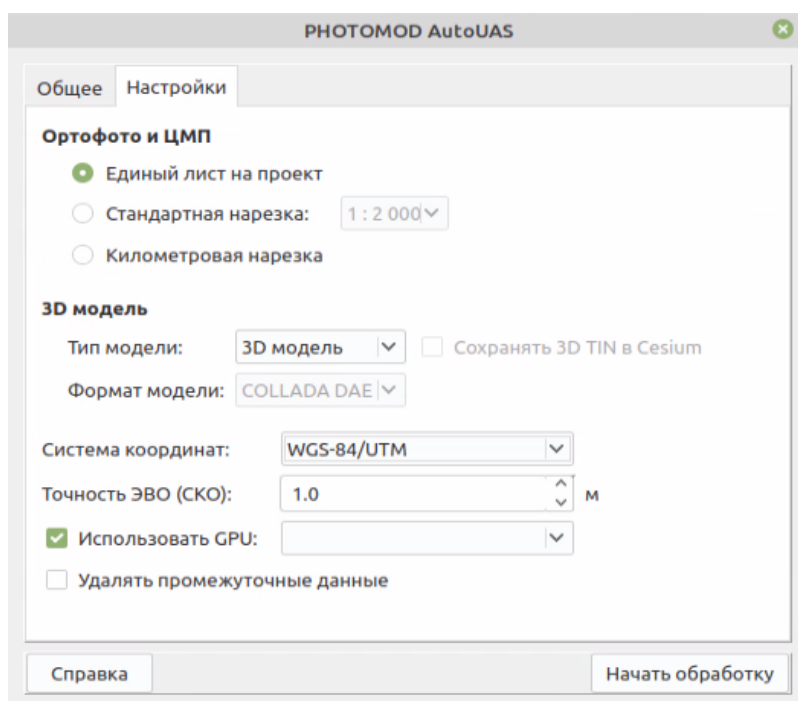 PHOTOMOD AutoUAS
Общее Настройки
Ортофото и ЦМП
Единый лист на проект
Стандартная нарезка: 1 : 2 000
Километровая нарезка
3D модель
Тип модели: 3D модель Сохранять 3D TIN в Cesium
Формат модели: COLLADA DAE
Система координат: WGS-84/UTM
Точность ЭВО (СКО): 1.0 м
Использовать GPU:
Удалять промежуточные данные
Справка Начать обработку